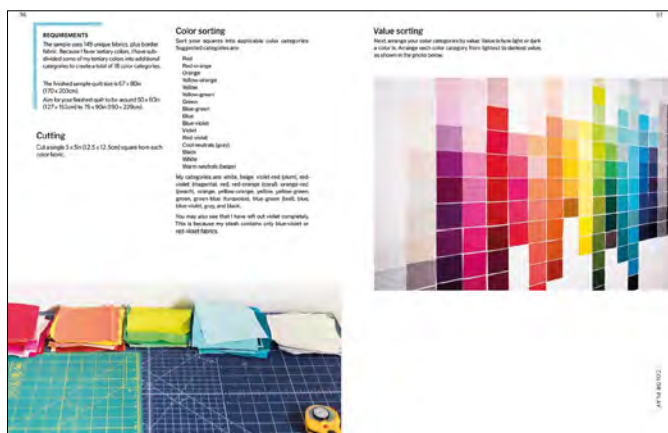 REQUIREMENTS
The sample uses 149 unique fabrics, plus border
fabric. Because I favor tertiary colors, I have sub-
divided some of my tertiary colors into additional
categories to create a total of 18 color categories.
The finished sample quilt size is 67 x 80in
(170 x 203cm).
Aim for your finished quilt to be around 50 x 60in
(127 x 152cm) to 75 x 90in (190 x 229cm).
Cutting
Cut a single 5 x 5in (12.5 x 12.5cm) square from each
color fabric.
Color sorting
Sort your squares into applicable color categories
Suggested categories are:
Red
Red-orange
Orange
Yellow-orange
Yellow
Yellow-green
Green
Blue-green
Blue
Blue-violet
Violet
Red-violet
Cool neutrals (gray)
Black
White
Warm neutrals (beige)
My categories are: white, beige, violet-red (plum), red-
violet (magenta), red, red-orange (coral), orange-red
(peach), orange, yellow-orange, yellow, yellow-green,
green, green-blue (turquoise), blue-green (teal), blue,
blue-violet, gray, and black.
You may also see that I have left out violet completely.
This is because my stash contains only blue-violet or
red-violet fabrics.
Value sorting
Next, arrange your color categories by value. Value is how light or dark
a color is. Arrange each color category from lightest to darkest value,
as shown in the photo below.
COLOR PLAY